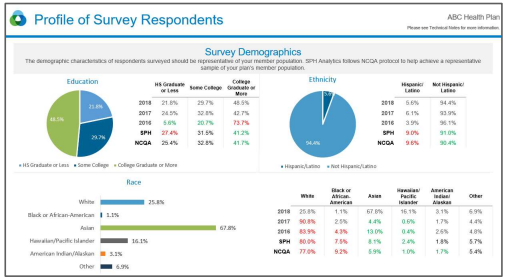 Profile of Survey Respondents
ABC Health Plan
Please see Technical Notes for more information.
Survey Demographics
The demographic characteristics of respondents surveyed should be representative of your member population. SPH Analytics follows NCQA protocol to help achieve a representative
sample of your plan's member population.
Education
21.8%
29.7%
48.5%
HS Graduate or Less Some College College Graduate or More
HS Graduate or Less Some College College Graduate or More
2018 21.8% 29.7% 48.5%
2017 24.5% 32.8% 42.7%
2016 5.6% 20.7% 73.7%
SPH 27.4% 31.5% 41.2%
NCQA 25.4% 32.8% 41.7%
Ethnicity
94.4%
Hispanic/Latino Not Hispanic/Latino
Hispanic/ Latino Not Hispanic/ Latino
2018 5.6% 94.4%
2017 6.1% 93.9%
2016 3.9% 96.1%
SPH 9.0% 91.0%
NCQA 9.6% 90.4%
Race
White 25.8%
Black or African-American 1.1%
Asian 67.8%
Hawaiian/Pacific Islander 16.1%
American Indian/Alaskan 3.1%
Other 6.9%
White Black or African-American Asian Hawaiian/ Pacific Islander American Indian/ Alaskan Other
2018 25.8% 1.1% 67.8% 16.1% 3.1% 6.9%
2017 90.8% 2.5% 4.4% 0.6% 1.7% 4.4%
2016 83.9% 4.3% 13.0% 0.4% 2.6% 4.8%
SPH 80.0% 7.5% 8.1% 2.4% 1.8% 5.7%
NCQA 77.0% 9.2% 5.9% 1.0% 1.7% 5.4%